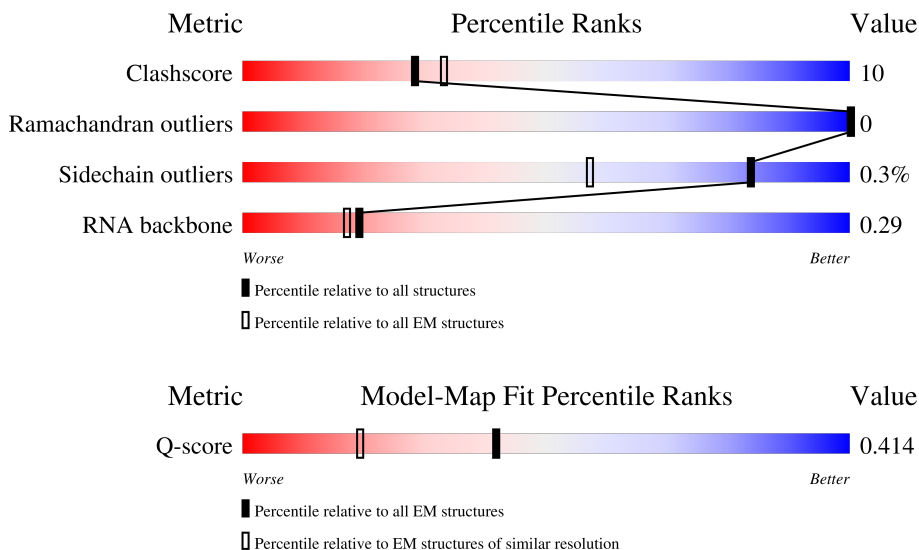 Metric Percentile Ranks Value
Clashscore 10
Ramachandran outliers 0
Sidechain outliers 0.3%
RNA backbone 0.29
Worse Better
Percentile relative to all structures
Percentile relative to all EM structures
Metric Model-Map Fit Percentile Ranks Value
Q-score 0.414
Worse Better
Percentile relative to all EM structures
Percentile relative to EM structures of similar resolution